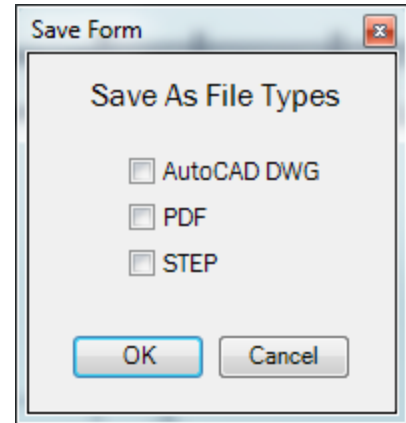 Save Form
Save As File Types
AutoCAD DWG
PDF
STEP
OK Cancel